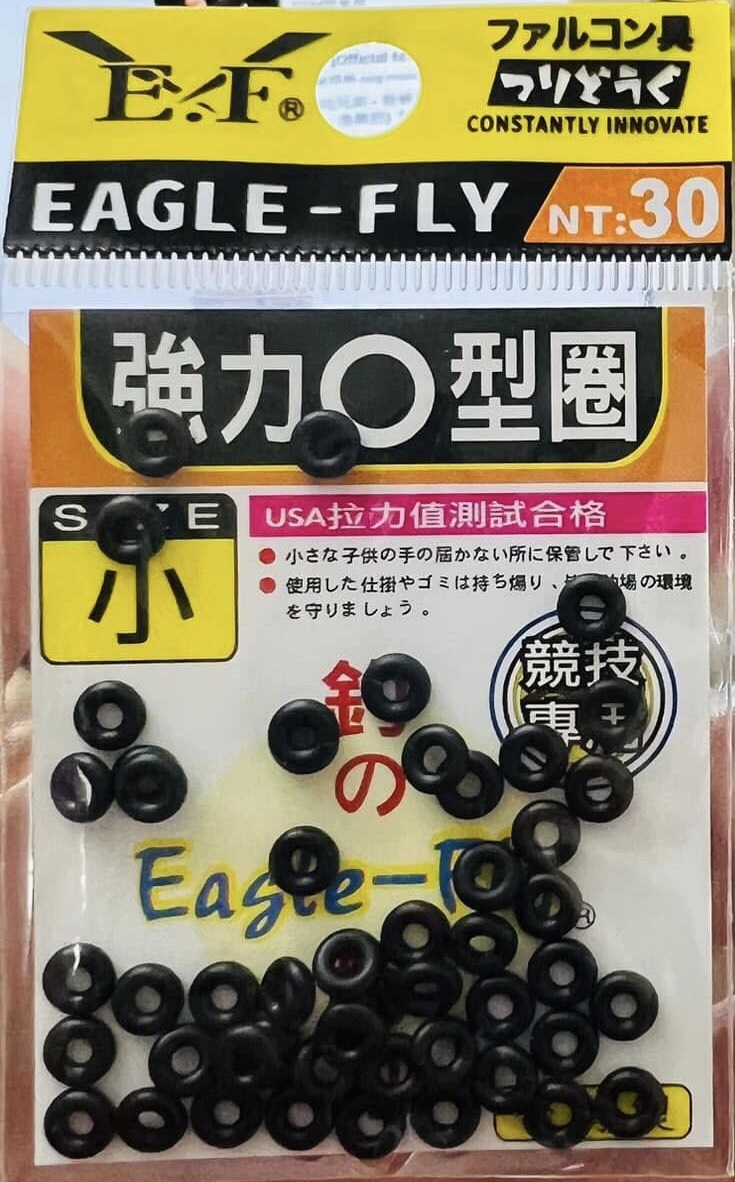 E.F®
ファルコン具
つりどうぐ
CONSTANTLY INNOVATE
EAGLE-FLY
NT:30
強力〇型圈
小
USA拉力值測試合格
小さな子供の手の届かない所に保管して下さい。
使用した仕掛やゴミは持ち帰り、
の環境
を守りましょう。
競技
の